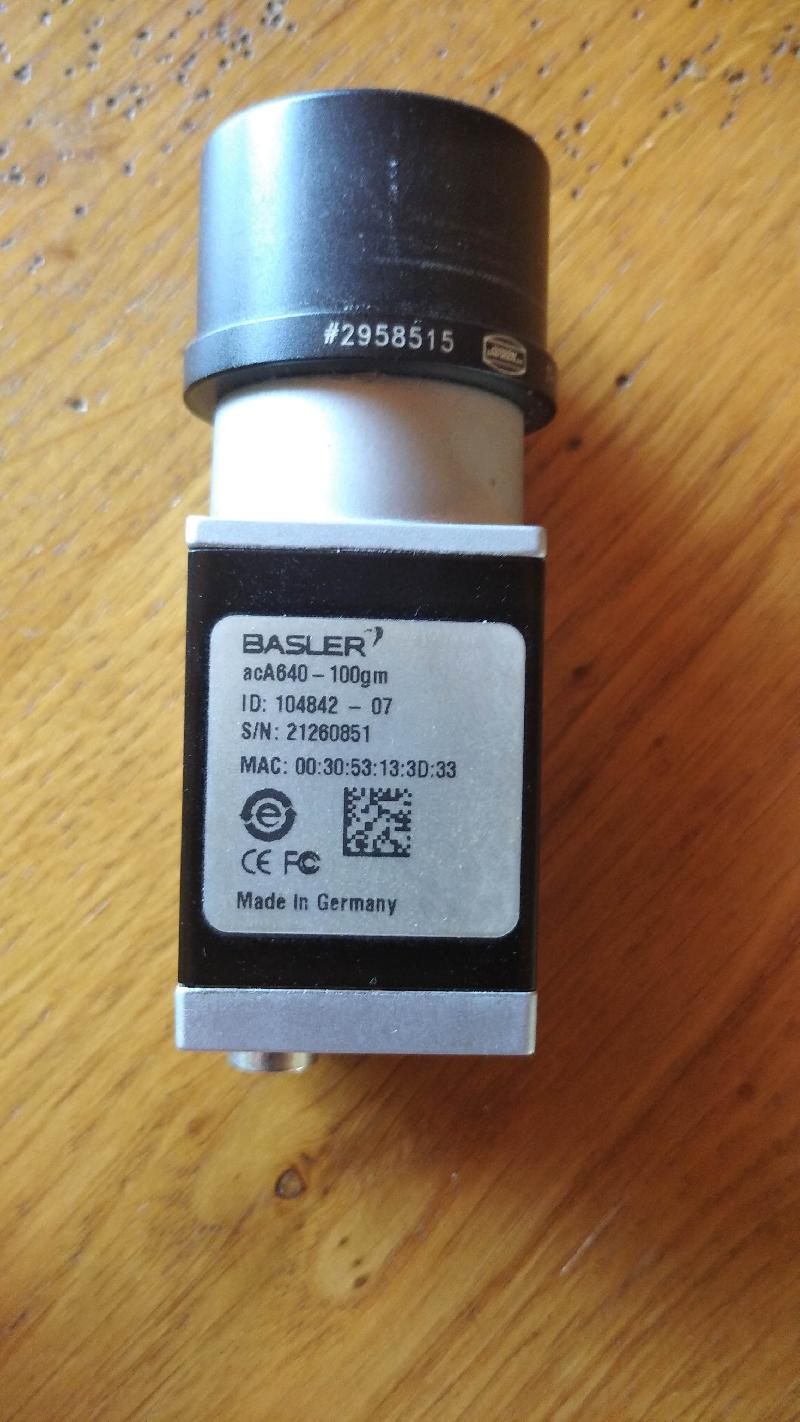 #2958515
BASLER
acA640 – 100gm
ID: 104842 – 07
S/N: 21260851
MAC: 00:30:53:13:3D:33
e
CE FC
Made in Germany